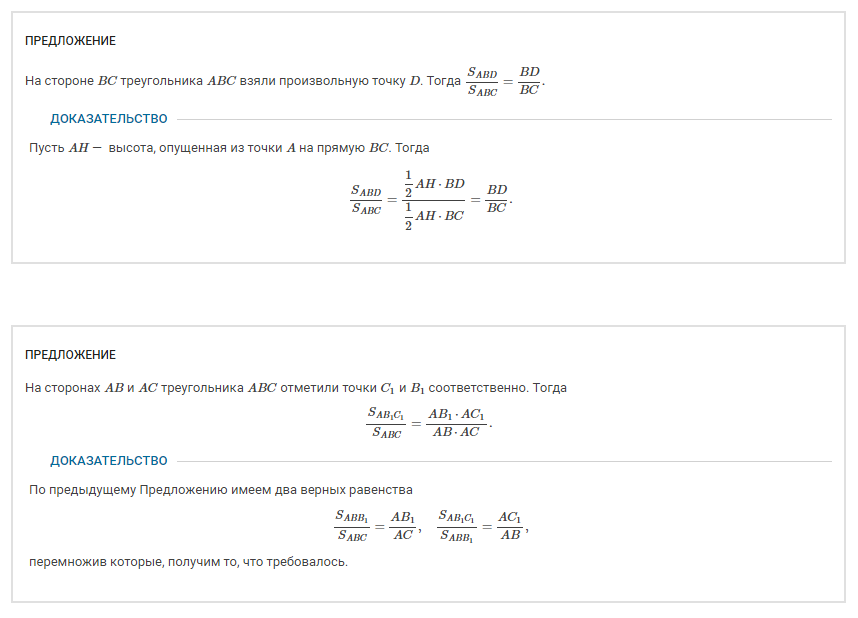 ПРЕДЛОЖЕНИЕ
На стороне $BC$ треугольника $ABC$ взяли произвольную точку $D$. Тогда $\frac{S_{ABD}}{S_{ABC}} = \frac{BD}{BC}$.
ДОКАЗАТЕЛЬСТВО
Пусть $AH$ — высота, опущенная из точки $A$ на прямую $BC$. Тогда
$\frac{S_{ABD}}{S_{ABC}} = \frac{\frac{1}{2} AH \cdot BD}{\frac{1}{2} AH \cdot BC} = \frac{BD}{BC}.$
ПРЕДЛОЖЕНИЕ
На сторонах $AB$ и $AC$ треугольника $ABC$ отметили точки $C_1$ и $B_1$ соответственно. Тогда
$\frac{S_{AB_1C_1}}{S_{ABC}} = \frac{AB_1 \cdot AC_1}{AB \cdot AC}.$
ДОКАЗАТЕЛЬСТВО
По предыдущему Предложению имеем два верных равенства
$\frac{S_{ABB_1}}{S_{ABC}} = \frac{AB_1}{AC}, \quad \frac{S_{AB_1C_1}}{S_{ABB_1}} = \frac{AC_1}{AB},$
перемножив которые, получим то, что требовалось.